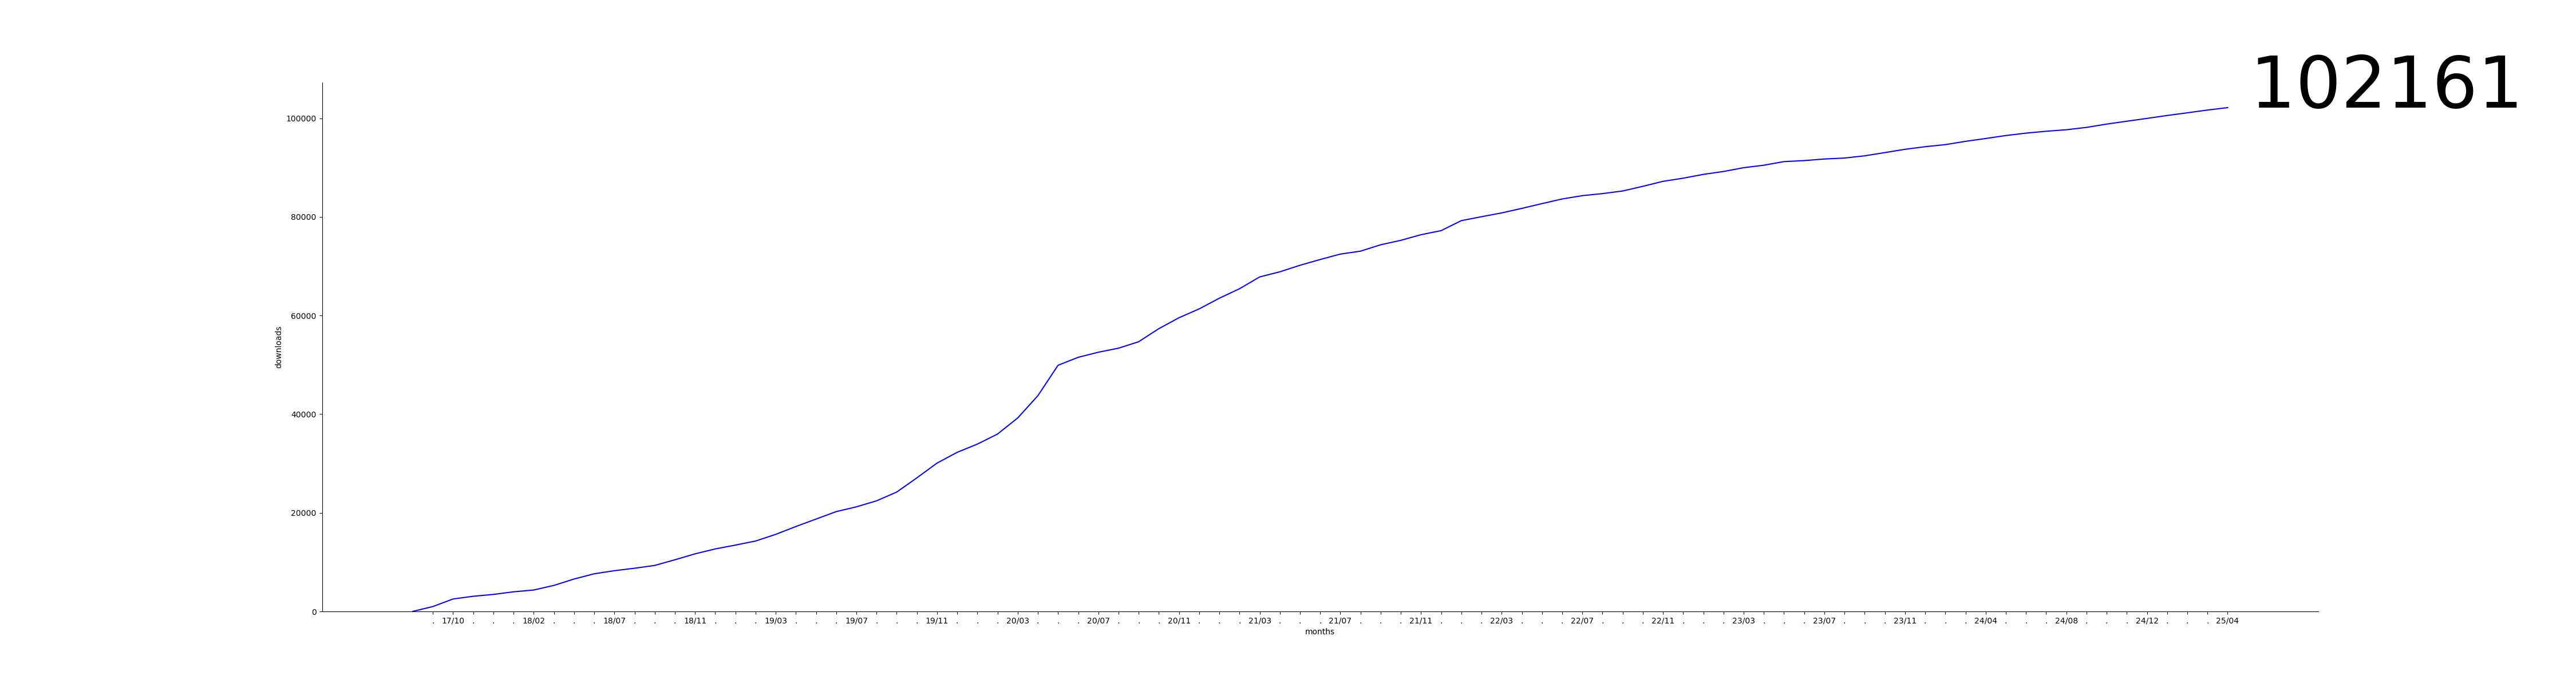 102161
100000
80000
60000
40000
20000
0
downloads
. 17/10 . . . 18/02 . . . 18/07 . . . 18/11 . . . 19/03 . . . 19/07 . . . 19/11 . . . 20/03 . . . 20/07 . . . 20/11 . . . 21/03 . . . 21/07 . . . 21/11 . . . 22/03 . . . 22/07 . . . 22/11 . . . 23/03 . . . 23/07 . . . 23/11 . . . 24/04 . . . 24/08 . . . 24/12 . . . 25/04
months